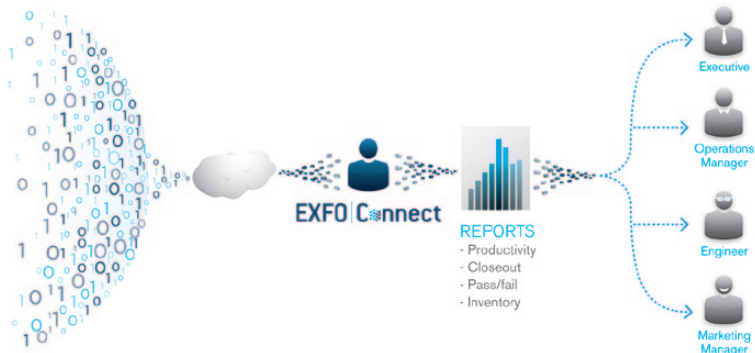 EXFO Connect
REPORTS
- Productivity
- Closeout
- Pass/fail
- Inventory
Executive
Operations
Manager
Engineer
Marketing
Manager